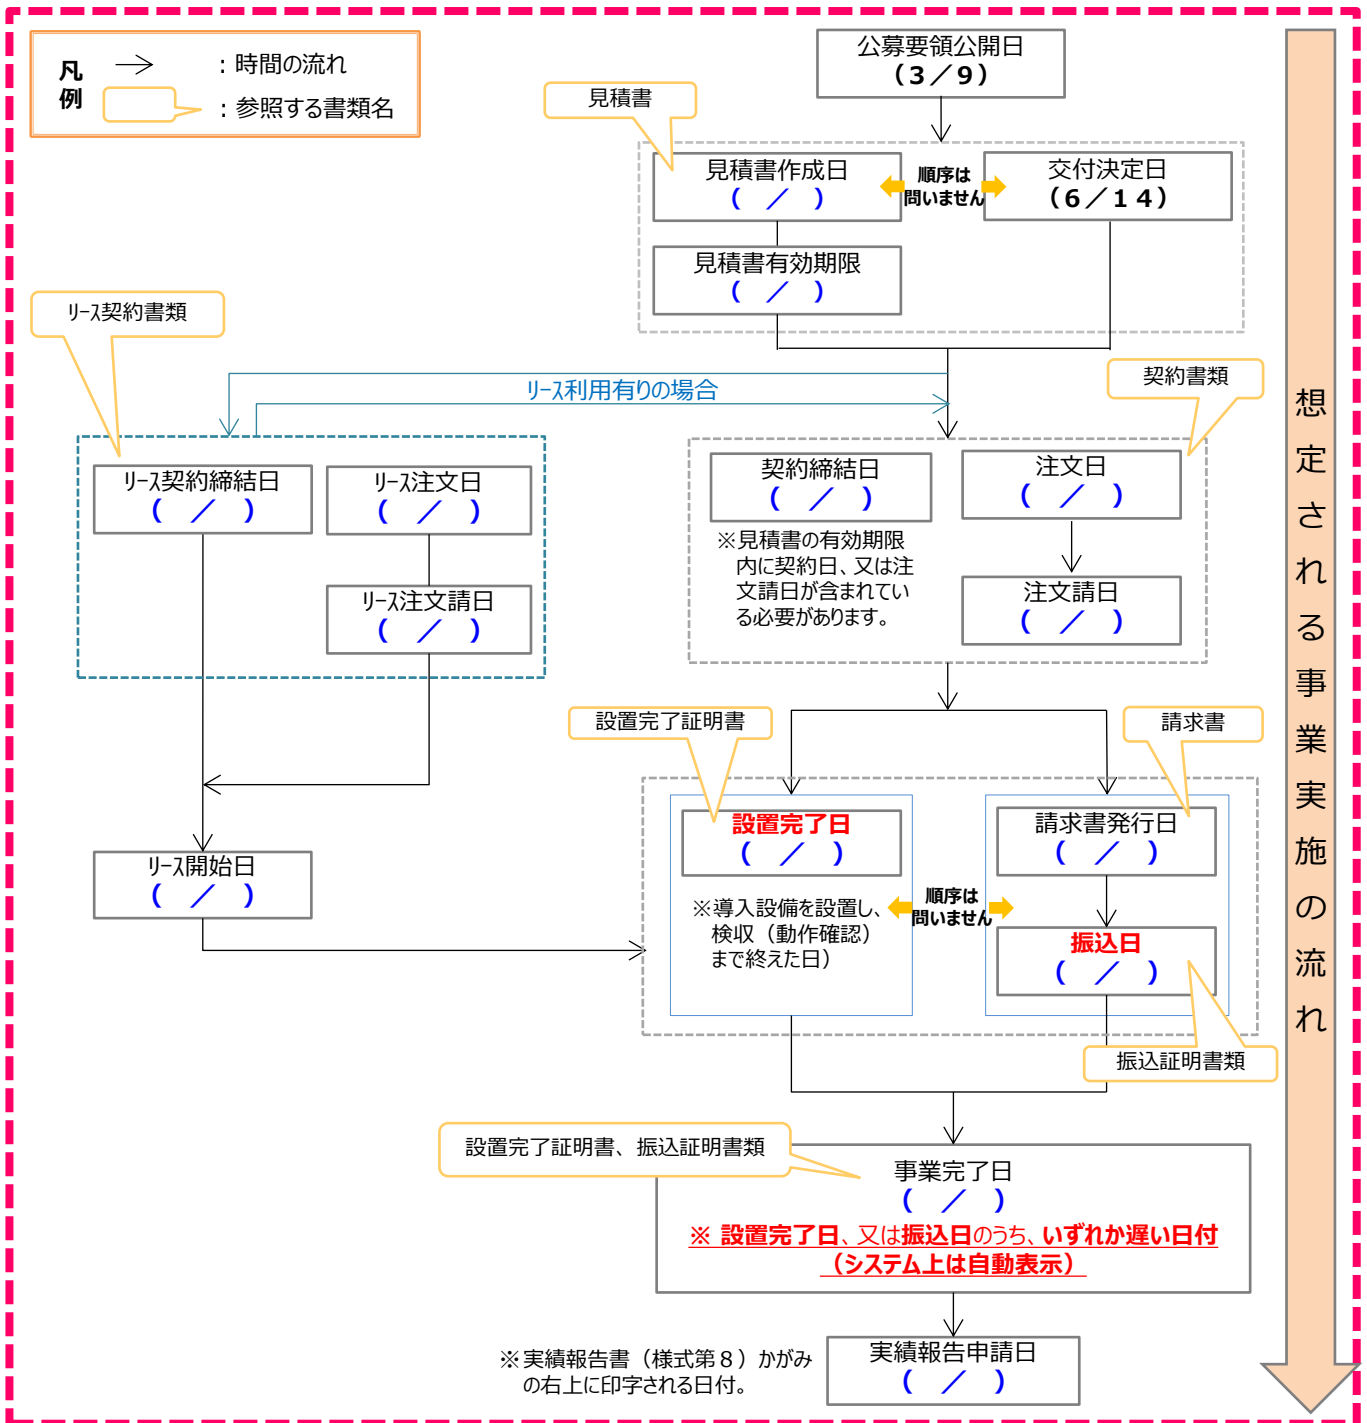 凡
例
：時間の流れ
：参照する書類名
公募要領公開日
（３／９）
見積書
見積書作成日
（　／　）
順序は
問いません
交付決定日
（６／１４）
見積書有効期限
（　／　）
リース契約書類
リース利用有りの場合
契約書類
リース契約締結日
（　／　）
リース注文日
（　／　）
リース注文請日
（　／　）
契約締結日
（　／　）
※見積書の有効期限
内に契約日、又は注
文請日が含まれてい
る必要があります。
注文日
（　／　）
注文請日
（　／　）
設置完了証明書
請求書
設置完了日
（　／　）
※導入設備を設置し、
検収（動作確認）
まで終えた日）
順序は
問いません
請求書発行日
（　／　）
振込日
（　／　）
振込証明書類
リース開始日
（　／　）
設置完了証明書、振込証明書類
事業完了日
（　／　）
※ 設置完了日、又は振込日のうち、いずれか遅い日付
（システム上は自動表示）
※実績報告書（様式第８）かがみ
の右上に印字される日付。
実績報告申請日
（　／　）
想定される事業実施の流れ